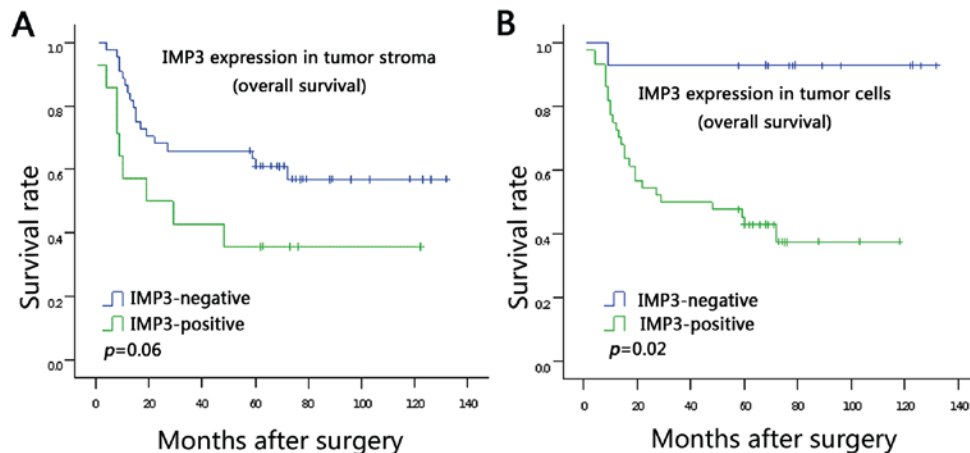 A
IMP3 expression in tumor stroma
(overall survival)
Survival rate
1.0
0.8
0.6
0.4
0.2
0.0
IMP3-negative
IMP3-positive
p=0.06
0 20 40 60 80 100 120 140
Months after surgery
B
IMP3 expression in tumor cells
(overall survival)
Survival rate
1.0
0.8
0.6
0.4
0.2
0.0
IMP3-negative
IMP3-positive
p=0.02
0 20 40 60 80 100 120 140
Months after surgery